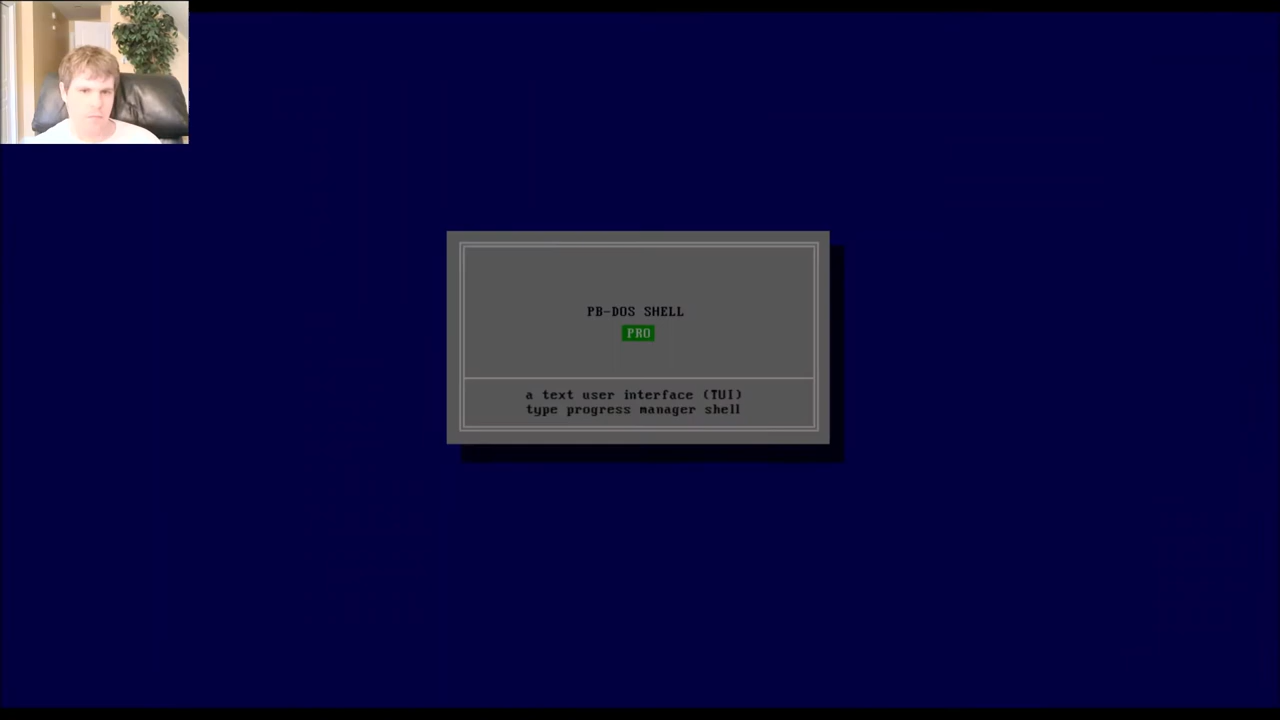 PB-DOS SHELL
PRO
a text user interface (TUI)
type progress manager shell